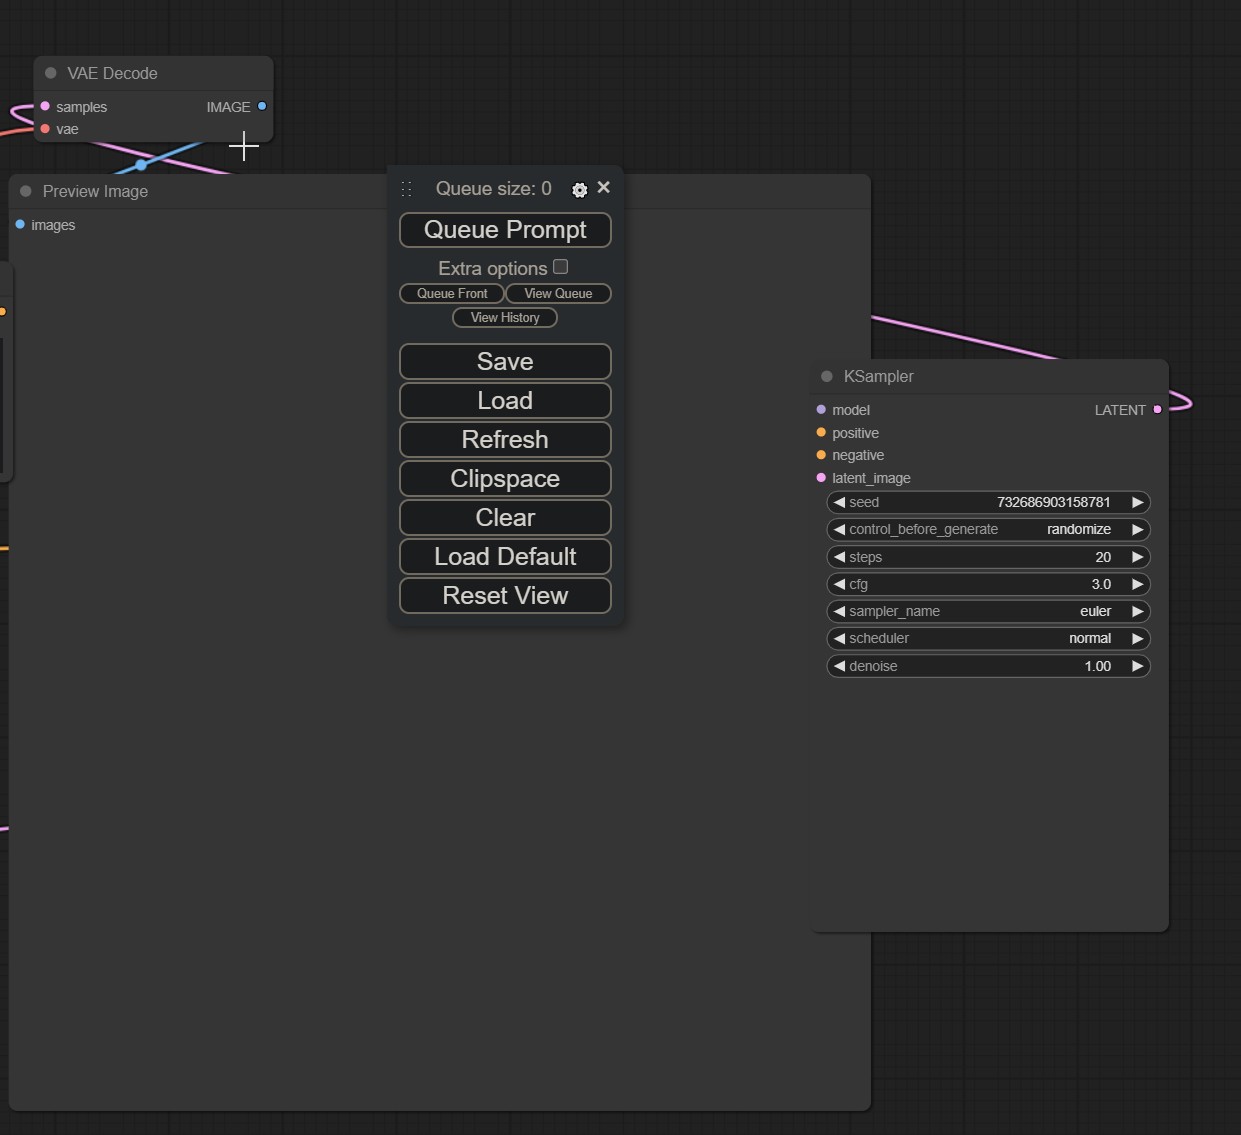 VAE Decode
samples IMAGE
vae
Preview Image
images
Queue size: 0
Queue Prompt
Extra options
Queue Front View Queue
View History
Save
Load
Refresh
Clipspace
Clear
Load Default
Reset View
KSampler
model LATENT
positive
negative
latent_image
seed 732686903158781
control_before_generate randomize
steps 20
cfg 3.0
sampler_name euler
scheduler normal
denoise 1.00